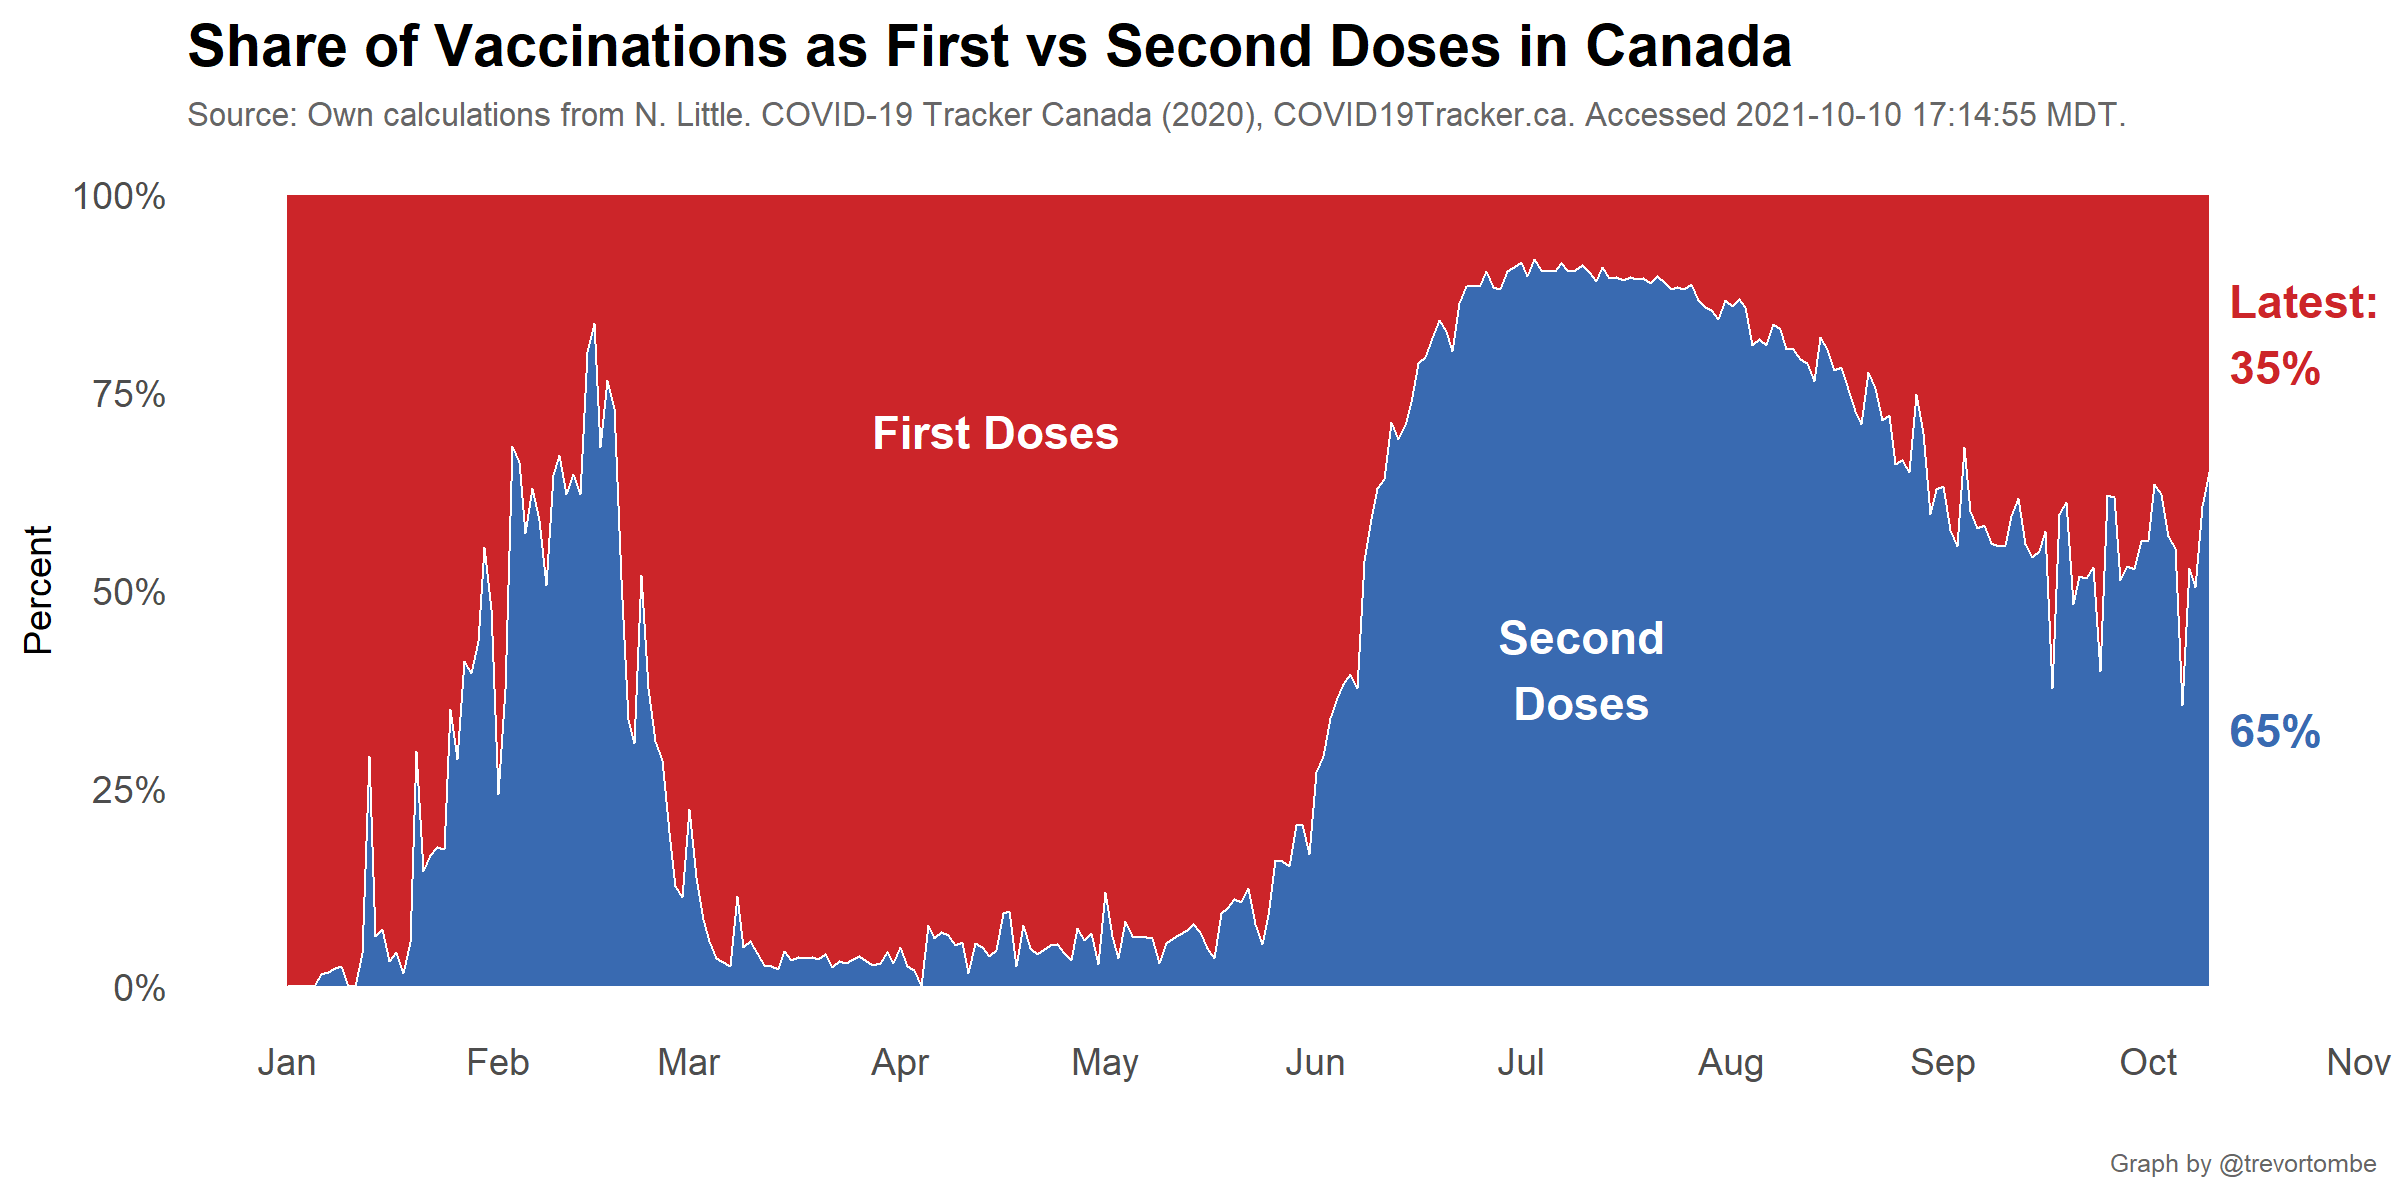 Share of Vaccinations as First vs Second Doses in Canada
Source: Own calculations from N. Little. COVID-19 Tracker Canada (2020), COVID19Tracker.ca. Accessed 2021-10-10 17:14:55 MDT.
100%
75%
50%
25%
0%
Percent
First Doses
Second
Doses
Latest:
35%
65%
Jan Feb Mar Apr May Jun Jul Aug Sep Oct Nov
Graph by @trevortombe